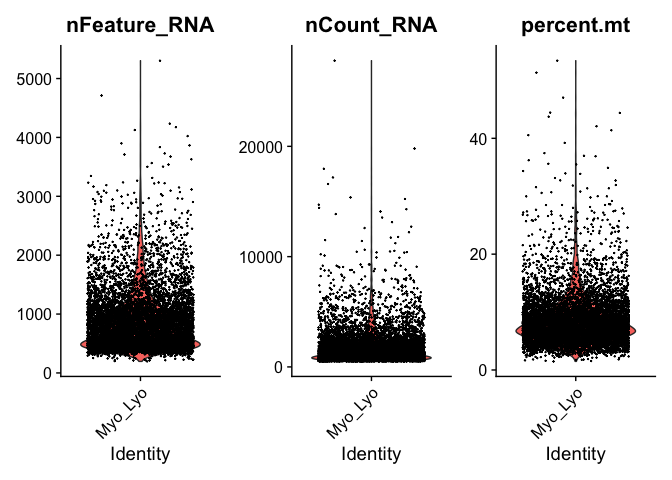 nFeature_RNA
5000
4000
3000
2000
1000
0
Myo_Lyo
Identity
nCount_RNA
20000
10000
0
Myo_Lyo
Identity
percent.mt
40
20
0
Myo_Lyo
Identity